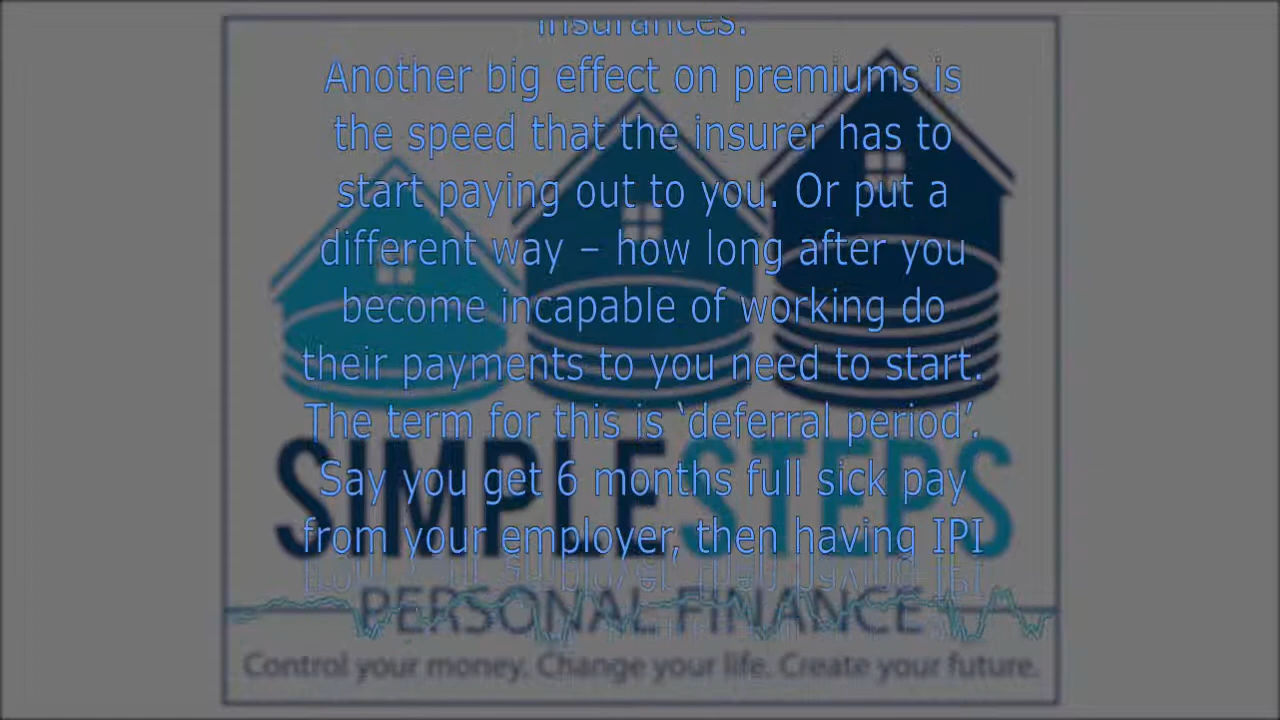 insurances.
Another big effect on premiums is
the speed that the insurer has to
start paying out to you. Or put a
different way – how long after you
become incapable of working do
their payments to you need to start.
The term for this is ‘deferral period’.
Say you get 6 months full sick pay
from your employer, then having IPI
SIMPLESTEPS
PERSONAL FINANCE
Control your money. Change your life. Create your future.